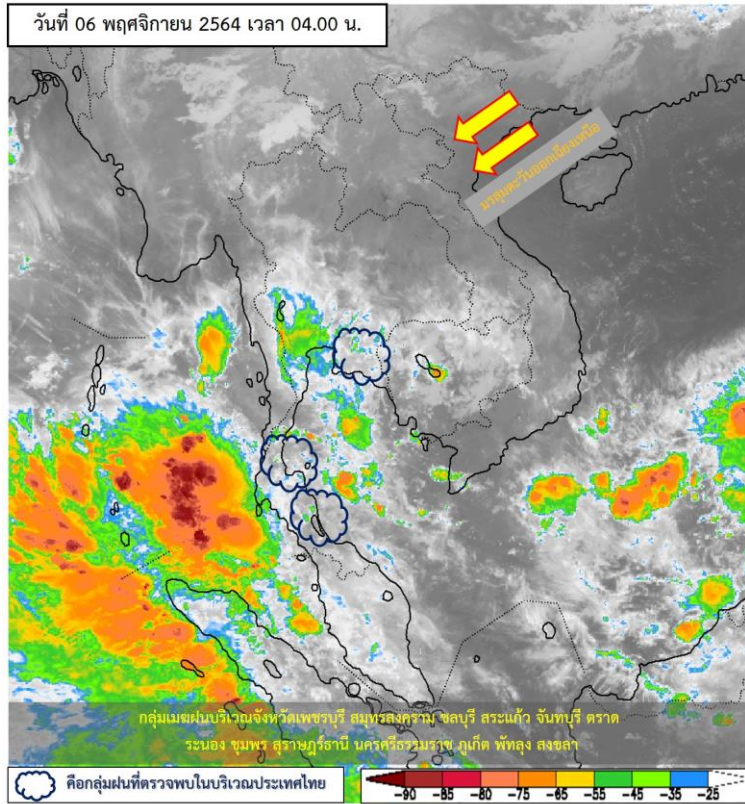 วันที่ 06 พฤศจิกายน 2564 เวลา 04.00 น.
มรสุมตะวันออกเฉียงเหนือ
กลุ่มเมฆฝนบริเวณจังหวัดเพชรบุรี สมุทรสงคราม ชลบุรี สระแก้ว จันทบุรี ตราด
ระนอง ชุมพร สุราษฎร์ธานี นครศรีธรรมราช ภูเก็ต พัทลุง สงขลา
คือกลุ่มฝนที่ตรวจพบในบริเวณประเทศไทย
-90 -85 -80 -75 -65 -55 -45 -35 -25